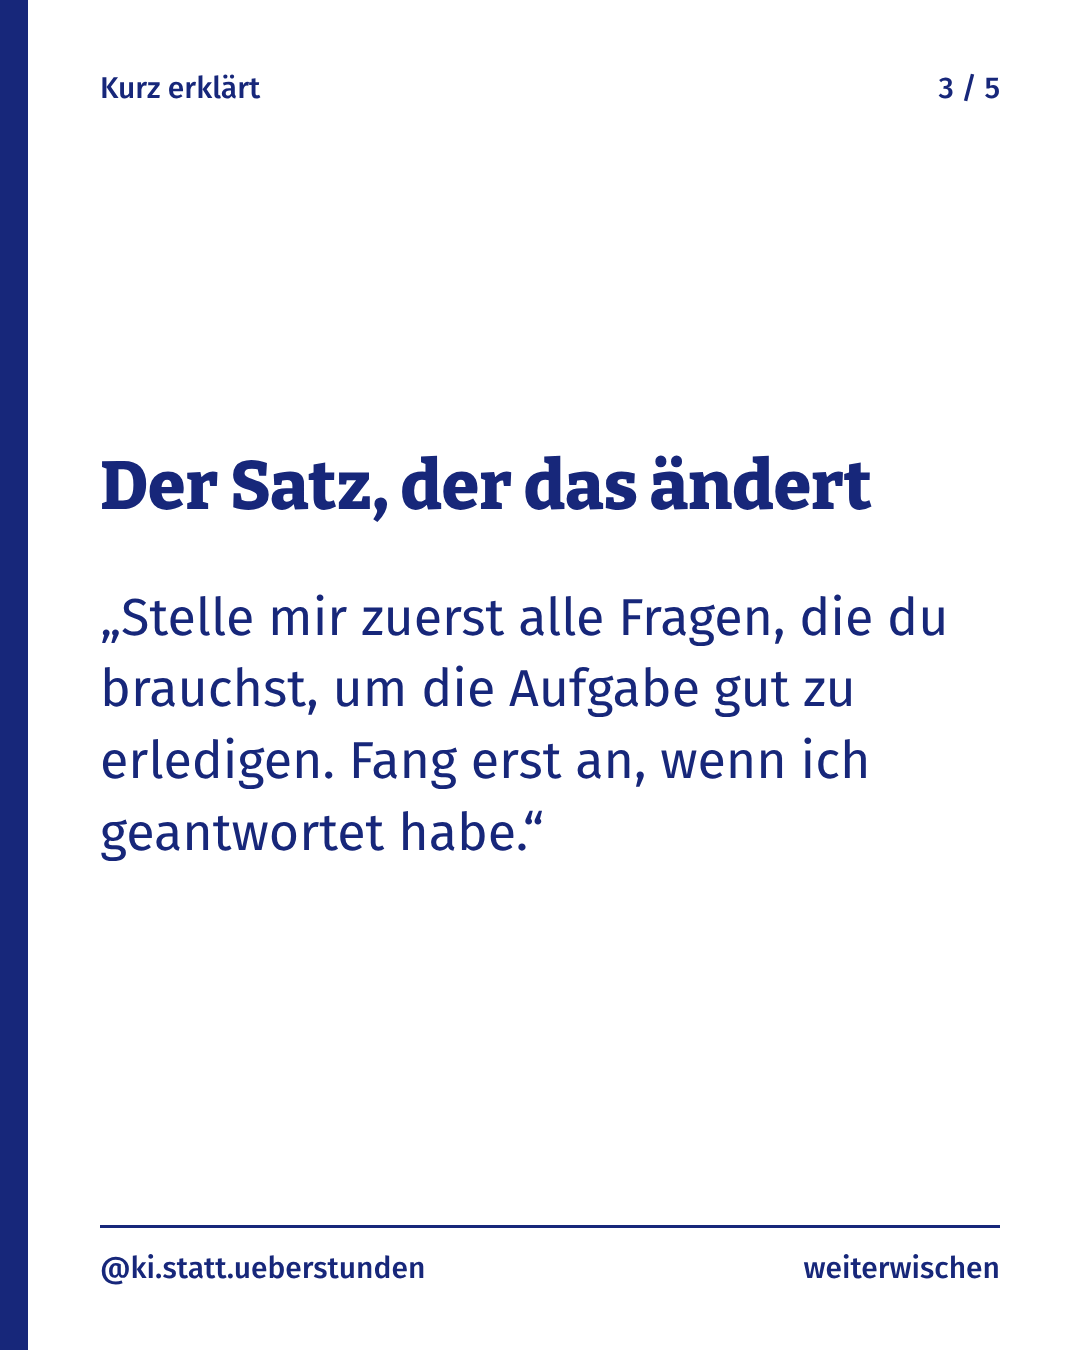 Kurz erklärt
3 / 5
Der Satz, der das ändert
„Stelle mir zuerst alle Fragen, die du
brauchst, um die Aufgabe gut zu
erledigen. Fang erst an, wenn ich
geantwortet habe.“
@ki.statt.ueberstunden
weiterwischen